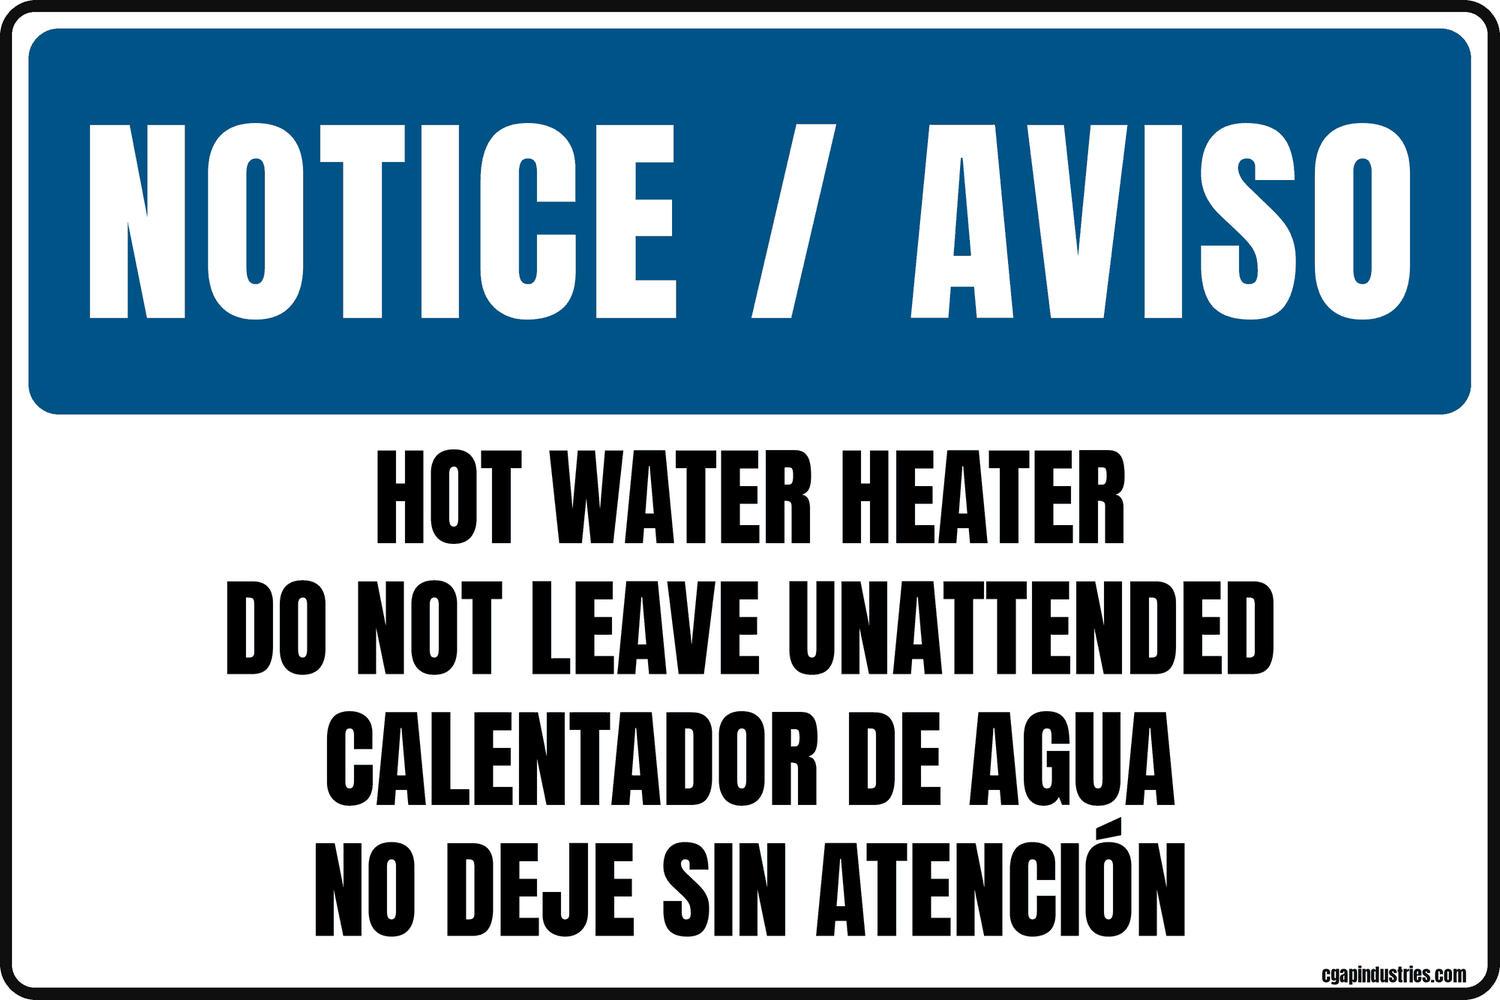 NOTICE / AVISO
HOT WATER HEATER
DO NOT LEAVE UNATTENDED
CALENTADOR DE AGUA
NO DEJE SIN ATENCIÓN
cgapindustries.com